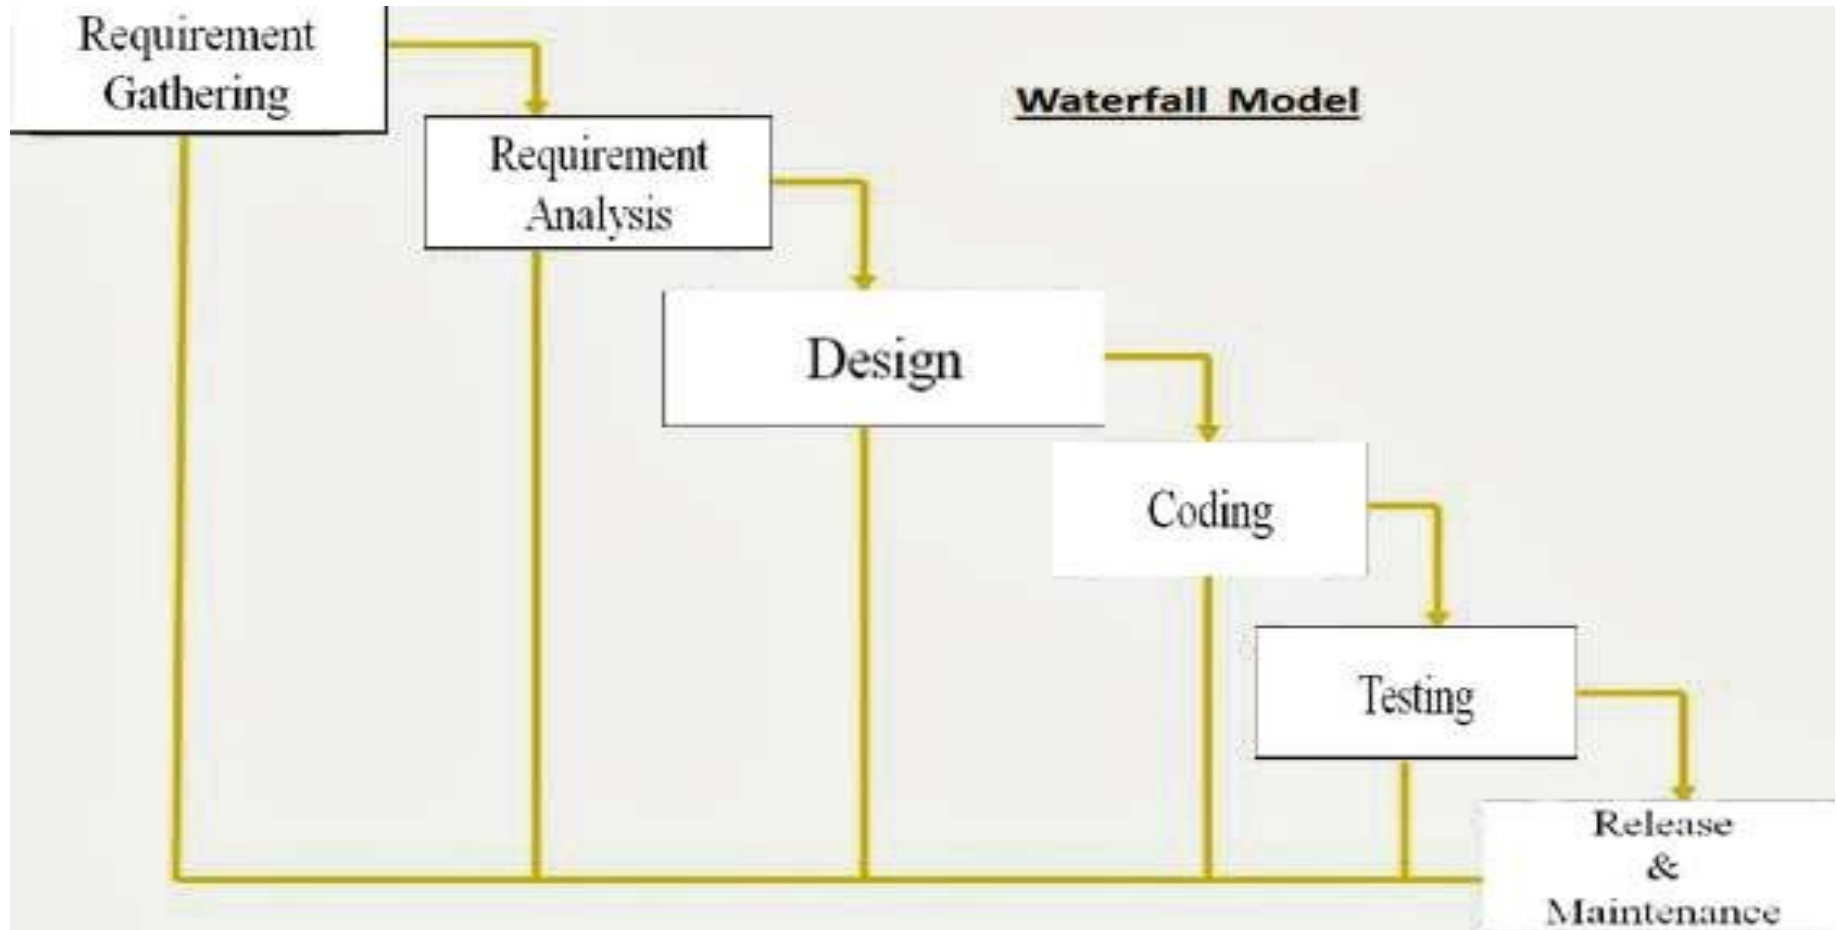 Requirement
Gathering
Waterfall Model
Requirement
Analysis
Design
Coding
Testing
Release
&
Maintenance